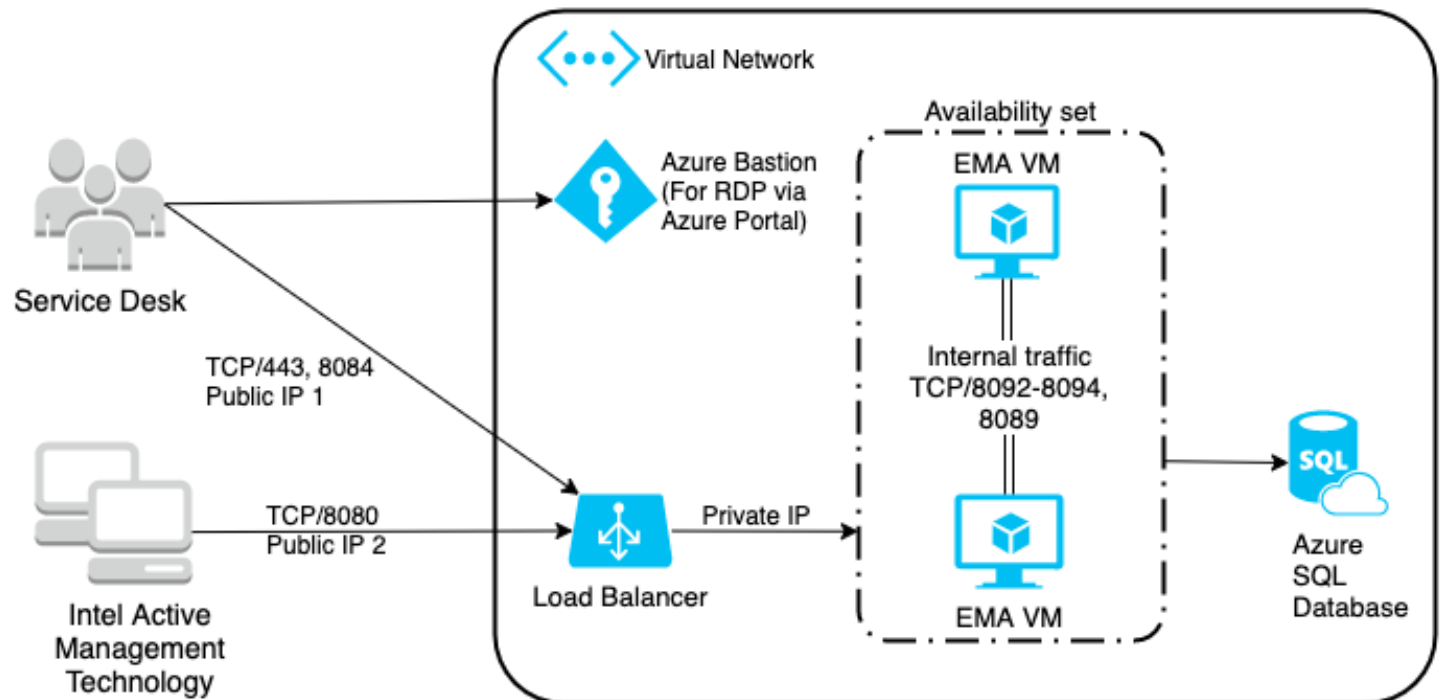 Virtual Network
Availability set
EMA VM
Azure Bastion
(For RDP via
Azure Portal)
Service Desk
TCP/443, 8084
Public IP 1
Internal traffic
TCP/8092-8094,
8089
SQL
TCP/8080
Public IP 2
Private IP
Load Balancer
EMA VM
Azure
SQL
Database
Intel Active
Management
Technology